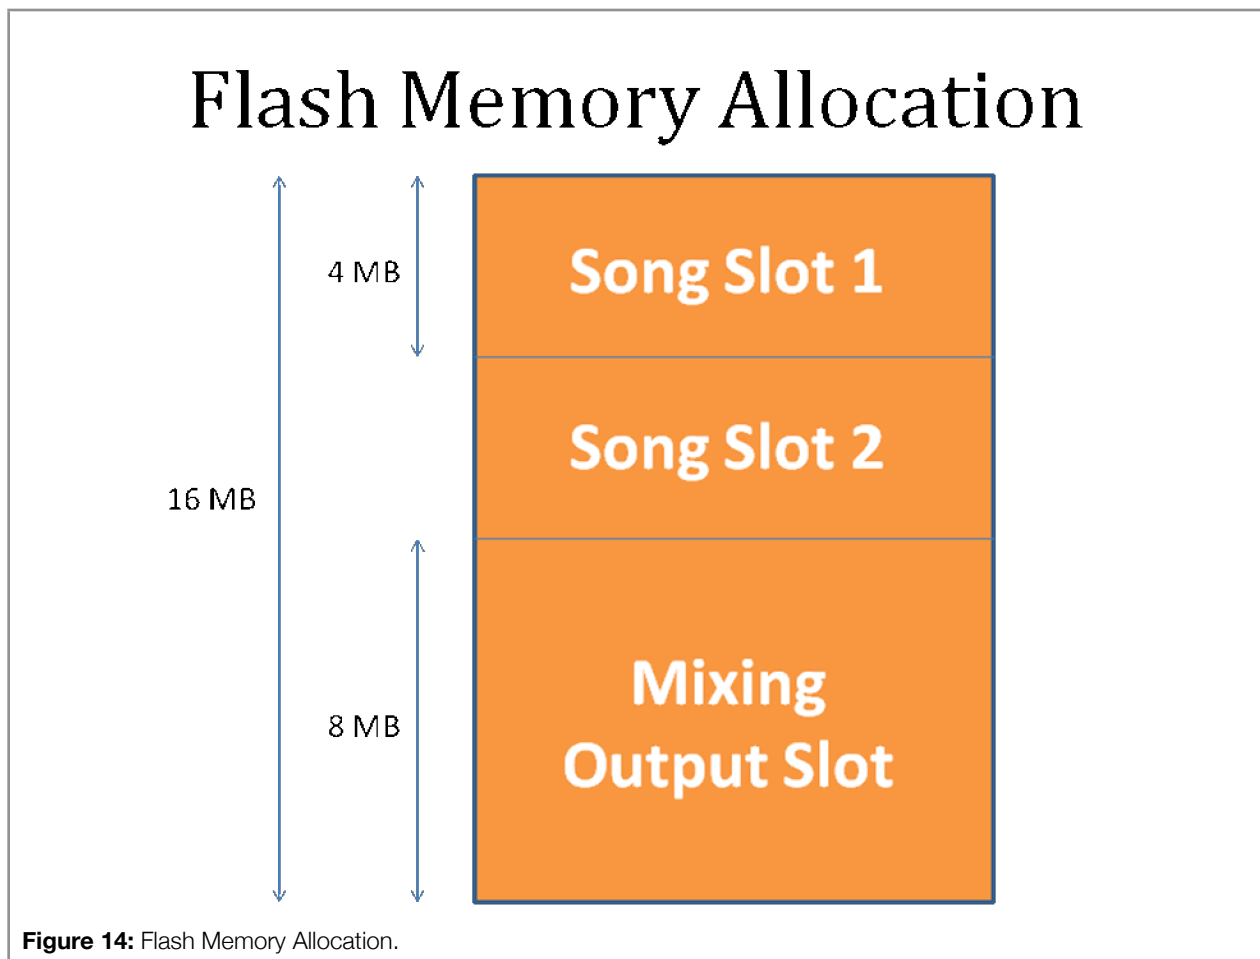 Flash Memory Allocation
4 MB
Song Slot 1
Song Slot 2
16 MB
8 MB
Mixing
Output Slot
Figure 14: Flash Memory Allocation.